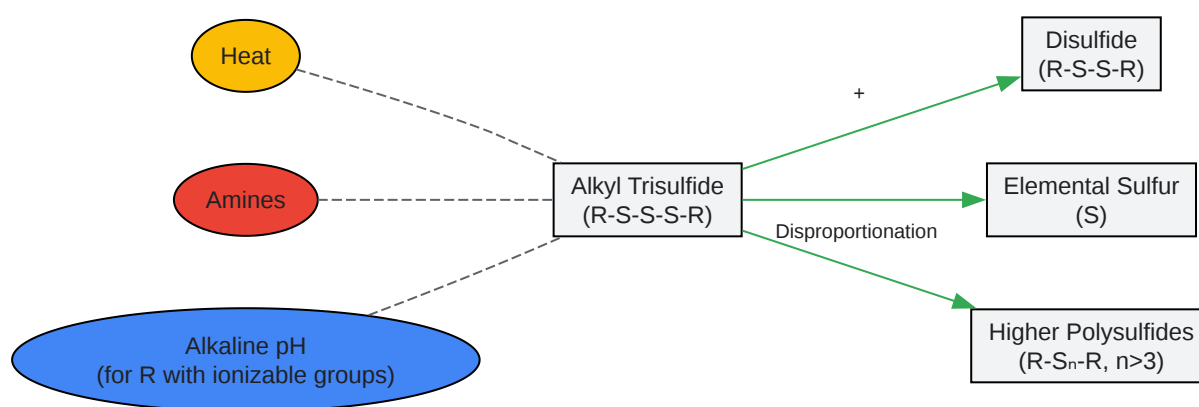 Heat
Amines
Alkaline pH
(for R with ionizable groups)
Alkyl Trisulfide
(R-S-S-S-R)
+
Disproportionation
Disulfide
(R-S-S-R)
Elemental Sulfur
(S)
Higher Polysulfides
(R-Sₙ-R, n>3)